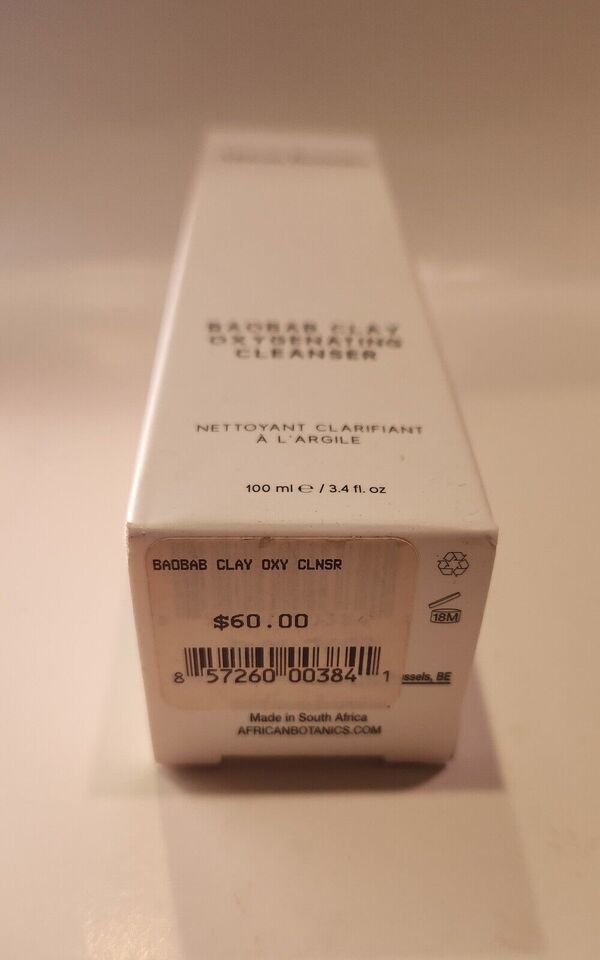 BAOBAB CLAY
OXYGENATING
CLEANSER
NETTOYANT CLARIFIANT
À L'ARGILE
100 ml ℮ / 3.4 fl. oz
BAOBAB CLAY OXY CLNSR
$60.00
8 57260 00384 1
18M
BE
Made in South Africa
AFRICANBOTANICS.COM